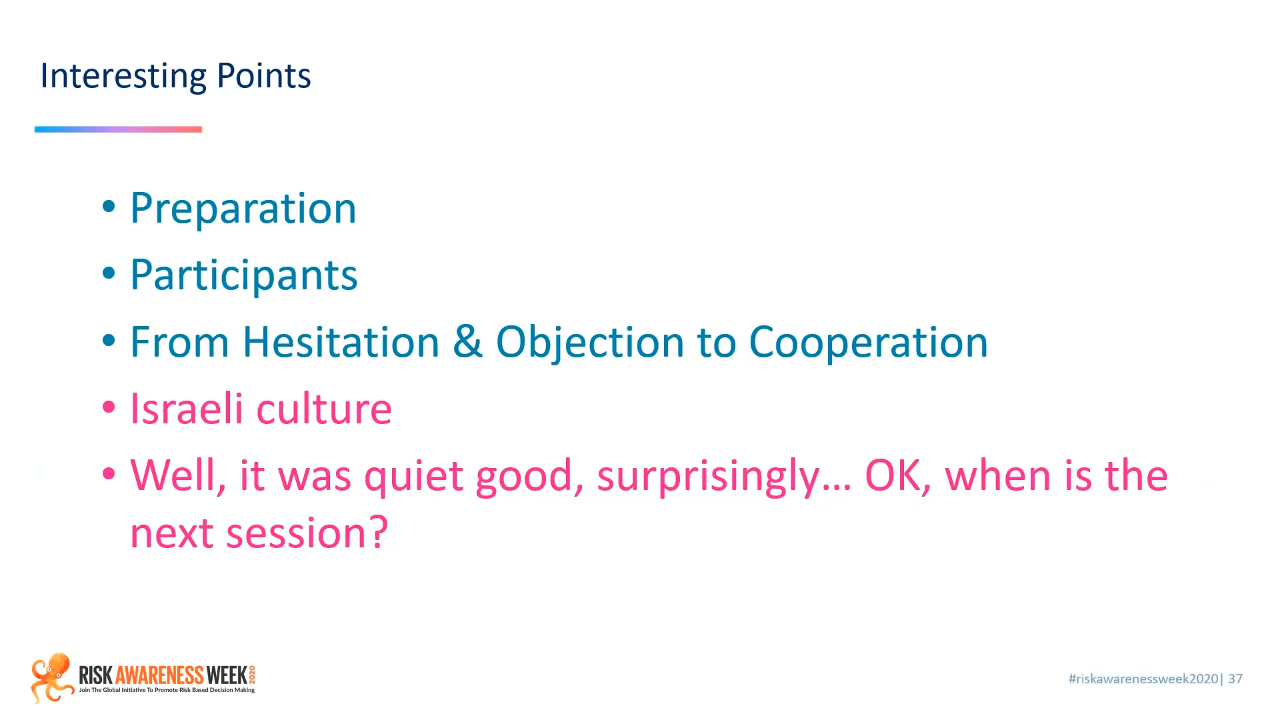 Interesting Points
• Preparation
• Participants
• From Hesitation & Objection to Cooperation
• Israeli culture
• Well, it was quiet good, surprisingly... OK, when is the
next session?
RISK AWARENESS WEEK 2020
Join The Global Initiative To Promote Risk Based Decision Making
#riskawarenessweek2020| 37